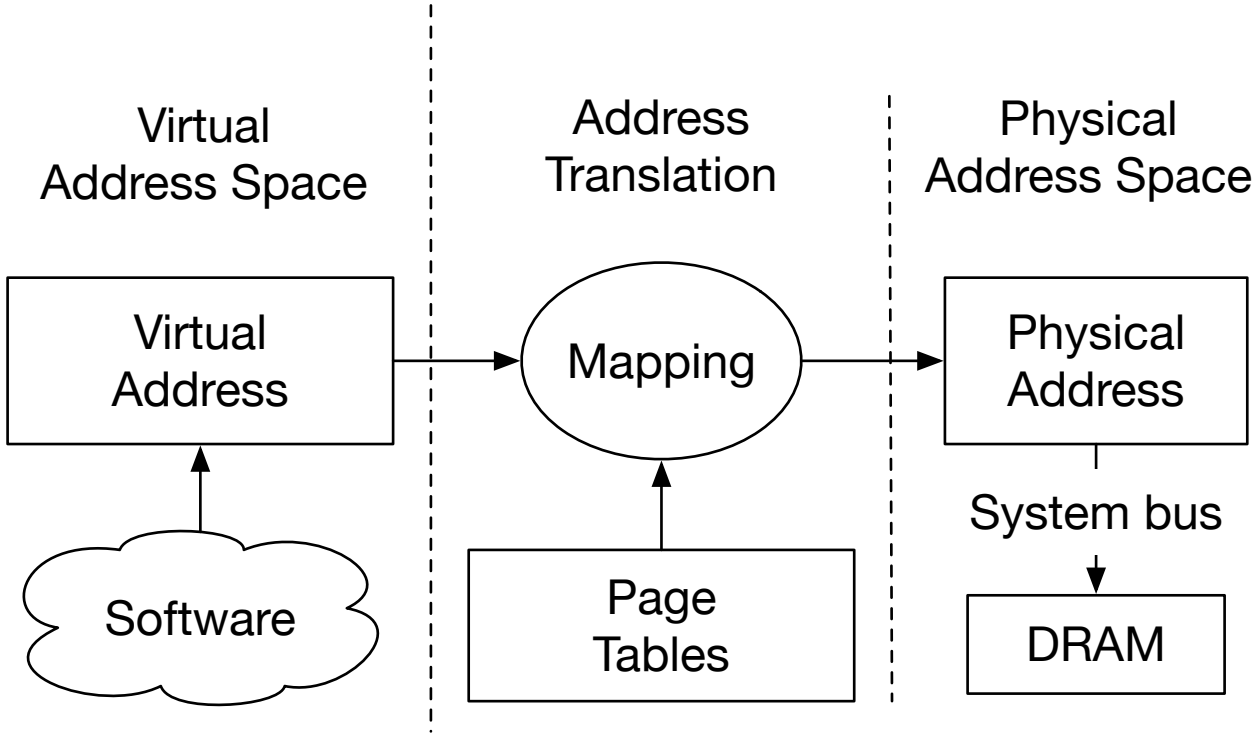 Virtual
Address Space
Address
Translation
Physical
Address Space
Virtual
Address
Mapping
Physical
Address
System bus
Software
Page
Tables
DRAM